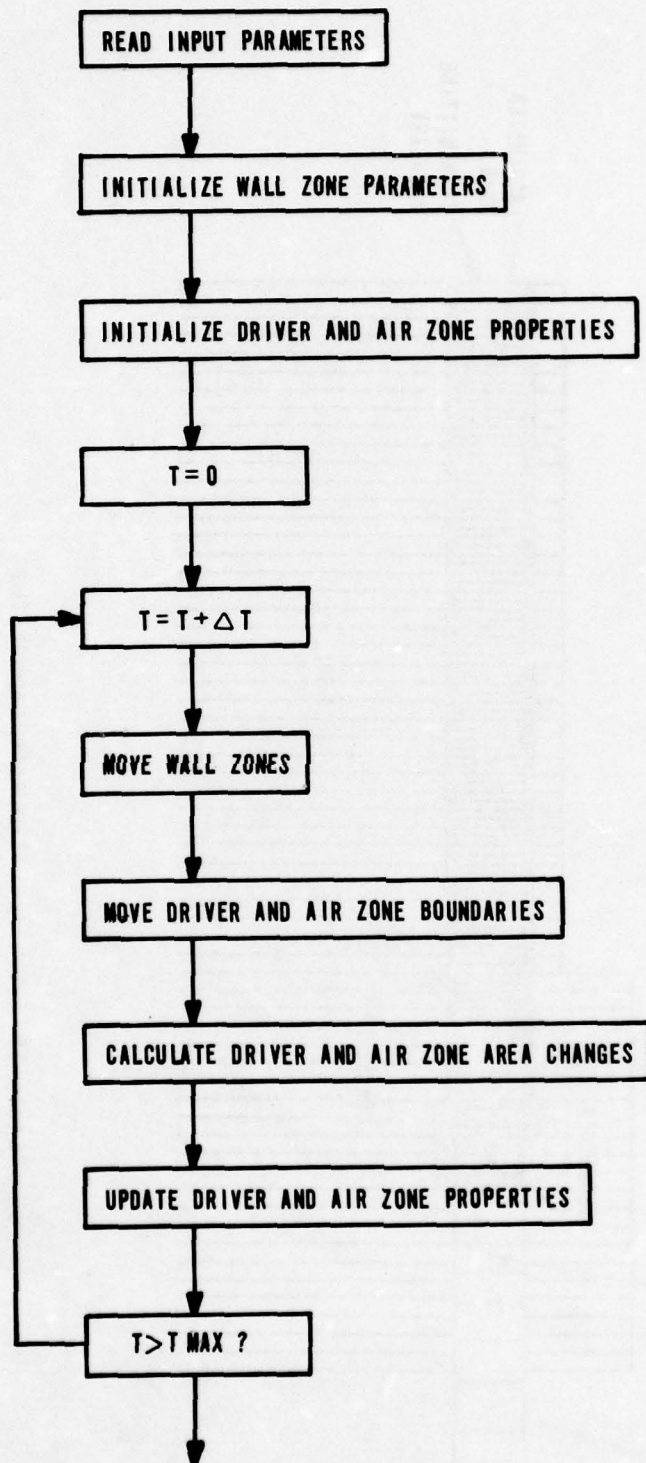 READ INPUT PARAMETERS
INITIALIZE WALL ZONE PARAMETERS
INITIALIZE DRIVER AND AIR ZONE PROPERTIES
T=0
T=T+△T
MOVE WALL ZONES
MOVE DRIVER AND AIR ZONE BOUNDARIES
CALCULATE DRIVER AND AIR ZONE AREA CHANGES
UPDATE DRIVER AND AIR ZONE PROPERTIES
T>T MAX ?